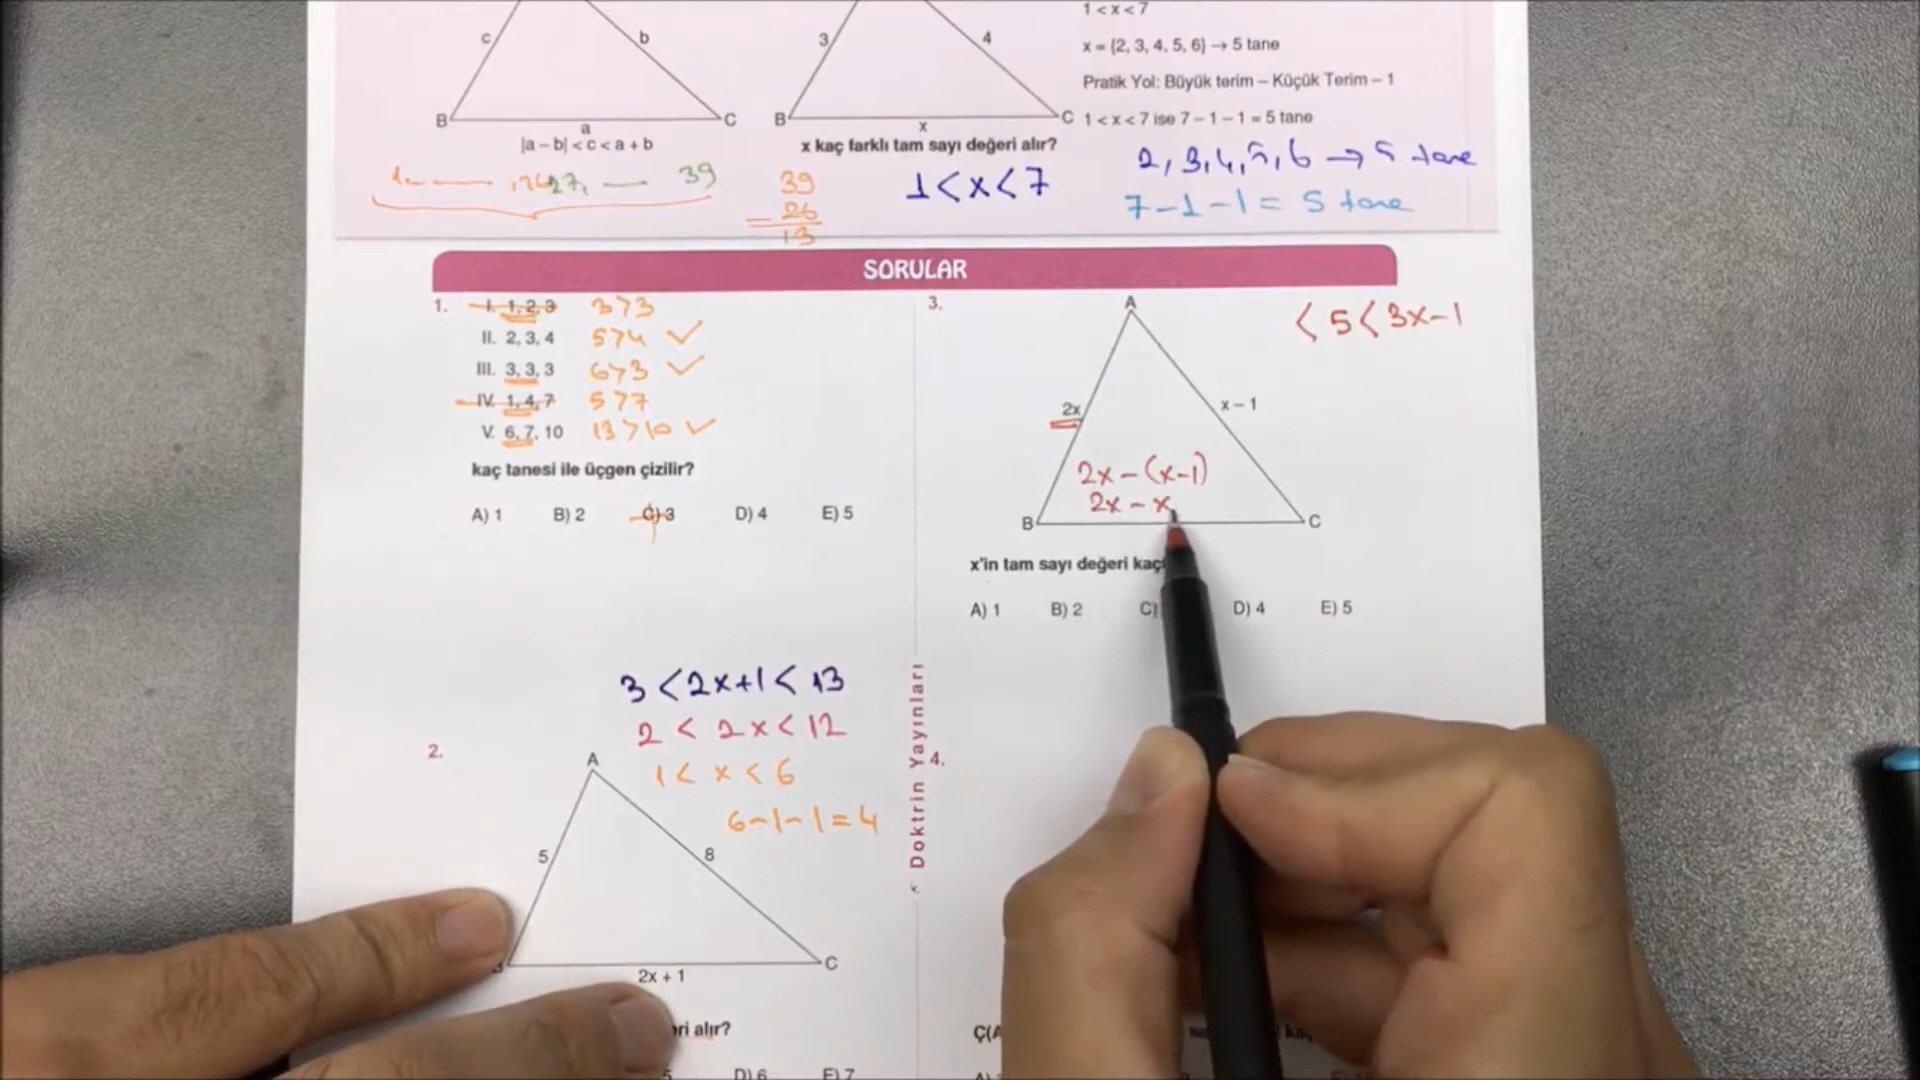 c
b
B
C
a
|a – b| < c < a + b
3
4
B
C
x
x kaç farklı tam sayı değeri alır?
1 < x < 7
1 < x < 7
x = {2, 3, 4, 5, 6} → 5 tane
Pratik Yol: Büyük terim – Küçük Terim – 1
1 < x < 7 ise 7 – 1 – 1 = 5 tane
2, 3, 4, 5, 6 → 5 tane
7 - 1 - 1 = 5 tane
39
39
- 26
13
SORULAR
1.
I. 1, 2, 3 3>3
II. 2, 3, 4 5>4 ✓
III. 3, 3, 3 6>3 ✓
IV. 1, 4, 7 5>7
V. 6, 7, 10 13>10 ✓
kaç tanesi ile üçgen çizilir?
A) 1 B) 2 C) 3 D) 4 E) 5
2.
3 < 2x+1 < 13
2 < 2x < 12
1 < x < 6
6-1-1=4
A
5
8
C
2x + 1
alır?
D) 6 E) 7
Doktrin Yayınları
3.
A
< 5 < 3x-1
2x
x – 1
2x - (x-1)
2x - x
B
C
x'in tam sayı değeri
A) 1 B) 2 C) D) 4 E) 5
4.